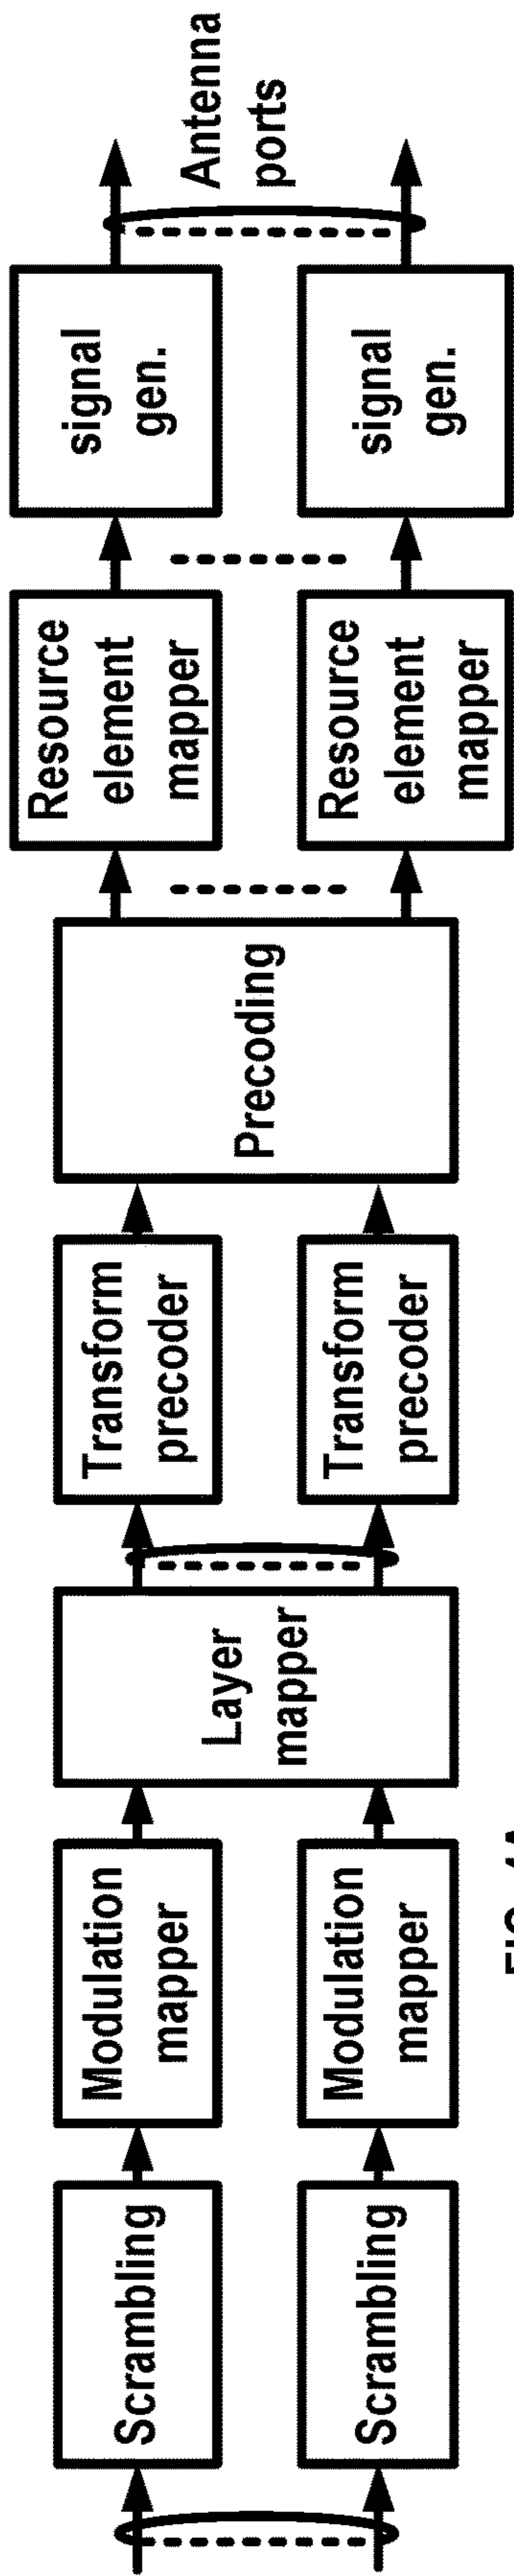 Scrambling
Scrambling
Modulation
mapper
Modulation
mapper
Layer
mapper
Transform
precoder
Transform
precoder
Precoding
Resource
element
mapper
Resource
element
mapper
signal
gen.
signal
gen.
Antenna
ports